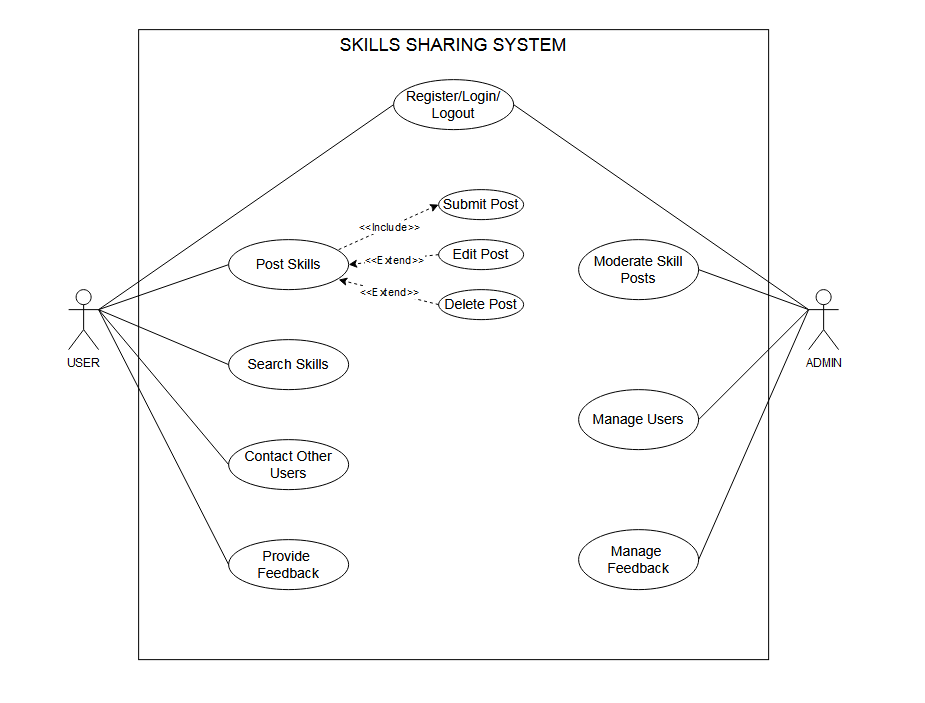 SKILLS SHARING SYSTEM
Register/Login/
Logout
Submit Post
<<Include>>
Post Skills
<<Extend>>
Edit Post
<<Extend>>
Delete Post
Moderate Skill
Posts
USER
ADMIN
Search Skills
Manage Users
Contact Other
Users
Provide
Feedback
Manage
Feedback